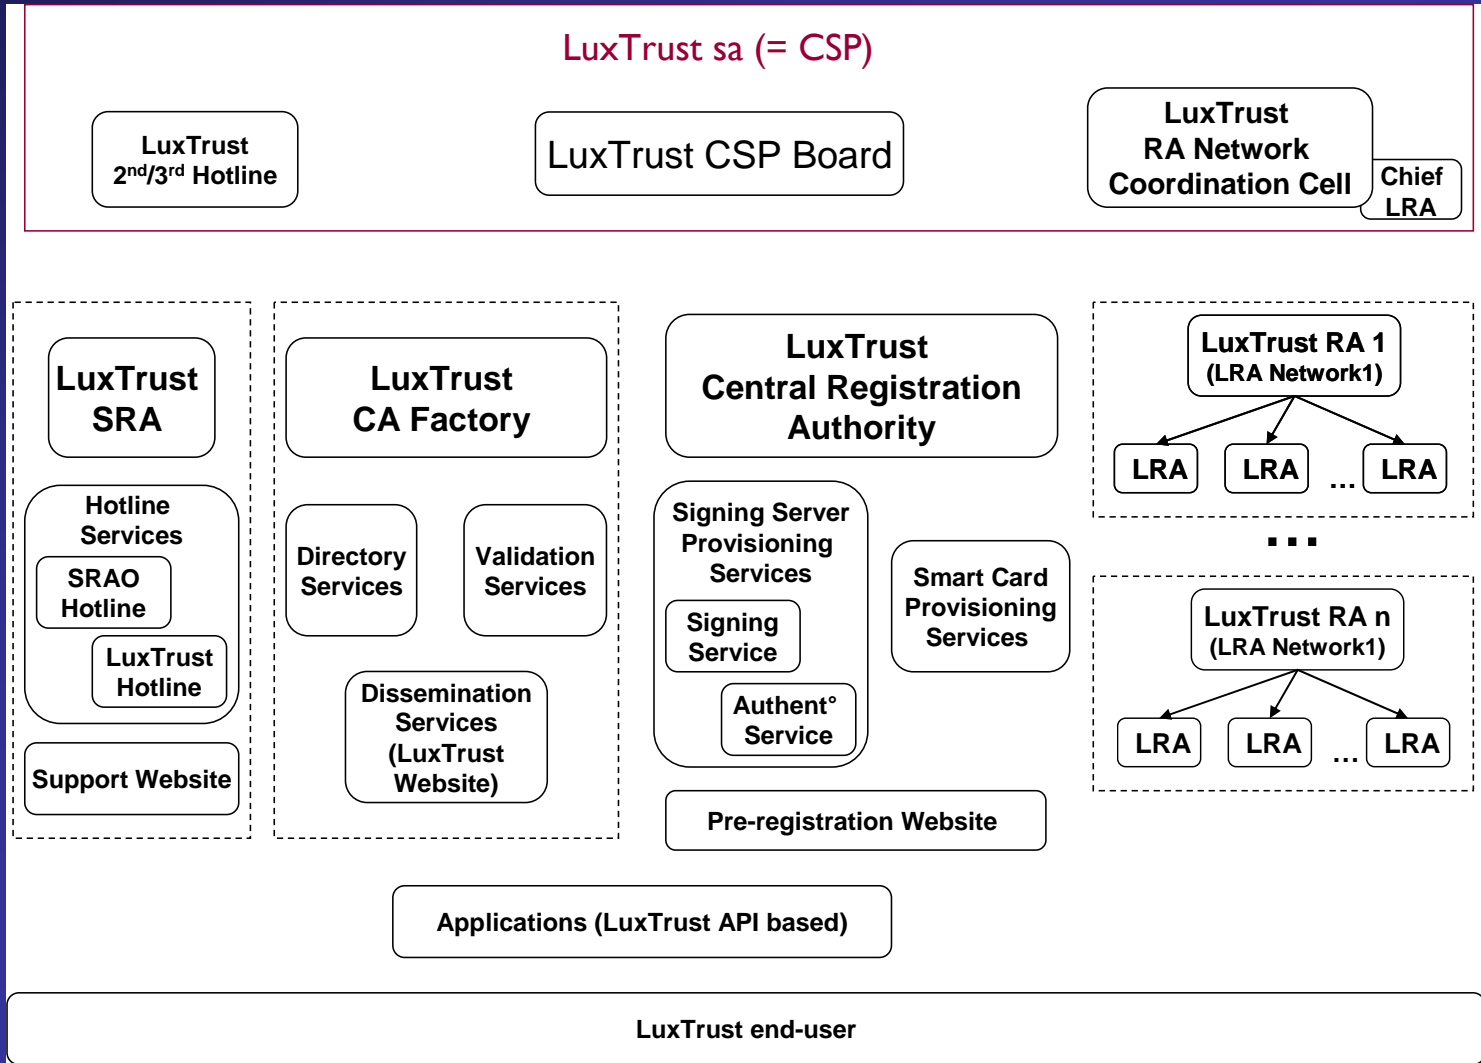 LuxTrust sa (= CSP)
LuxTrust
2nd/3rd Hotline
LuxTrust CSP Board
LuxTrust
RA Network
Coordination Cell
Chief
LRA
LuxTrust
SRA
Hotline
Services
SRAO
Hotline
LuxTrust
Hotline
Support Website
LuxTrust
CA Factory
Directory
Services
Validation
Services
Dissemination
Services
(LuxTrust
Website)
LuxTrust
Central Registration
Authority
Signing Server
Provisioning
Services
Signing
Service
Authent°
Service
Smart Card
Provisioning
Services
Pre-registration Website
LuxTrust RA 1
(LRA Network1)
LRA LRA ... LRA
...
LuxTrust RA n
(LRA Network1)
LRA LRA ... LRA
Applications (LuxTrust API based)
LuxTrust end-user